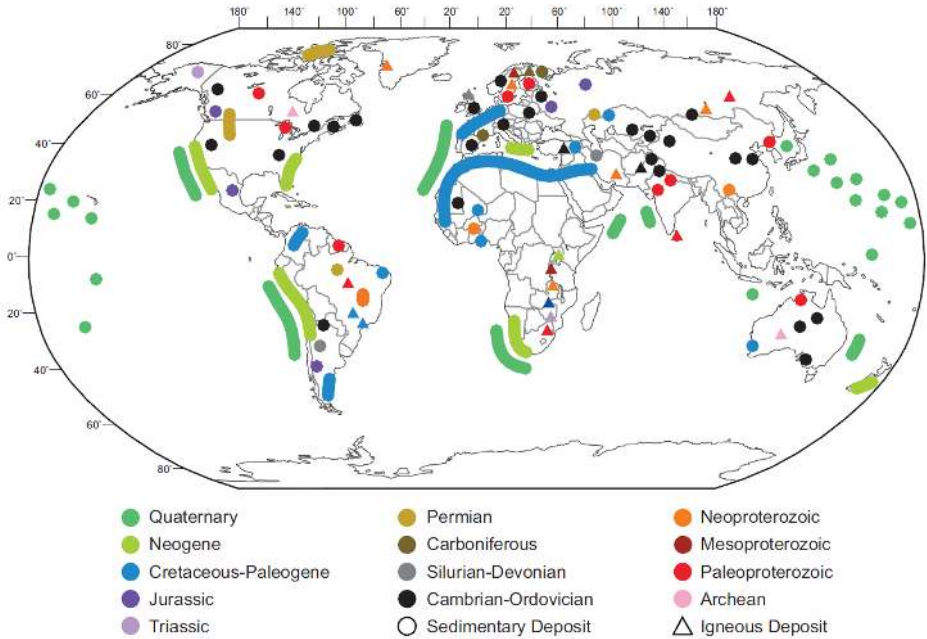 180˚ 140˚ 100˚ 60˚ 20˚ 20˚ 60˚ 100˚ 140˚ 180˚
80˚
60˚
40˚
20˚
0˚
20˚
40˚
60˚
80˚
Quaternary Permian Neoproterozoic
Neogene Carboniferous Mesoproterozoic
Cretaceous-Paleogene Silurian-Devonian Paleoproterozoic
Jurassic Cambrian-Ordovician Archean
Triassic Sedimentary Deposit Igneous Deposit